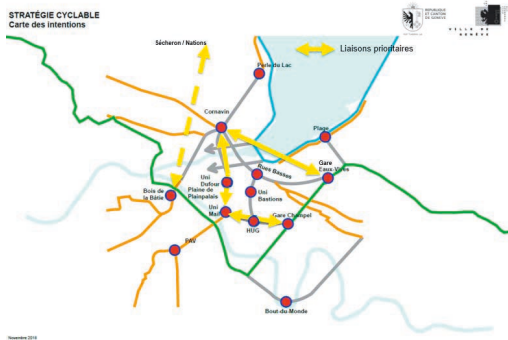 STRATÉGIE CYCLABLE
Carte des intentions
RÉPUBLIQUE
ET CANTON
DE GENÈVE
VILLE DE
GENÈVE
Sécheron / Nations
Liaisons prioritaires
Perle du Lac
Cornavin
Plage
Rues Basses
Gare
Eaux-Vives
Uni
Dufour
Plaine de
Plainpalais
Bois de
la Bâtie
Uni
Bastions
Uni
Mail
HUG
Gare Champel
PAV
Bout-du-Monde
Novembre 2016